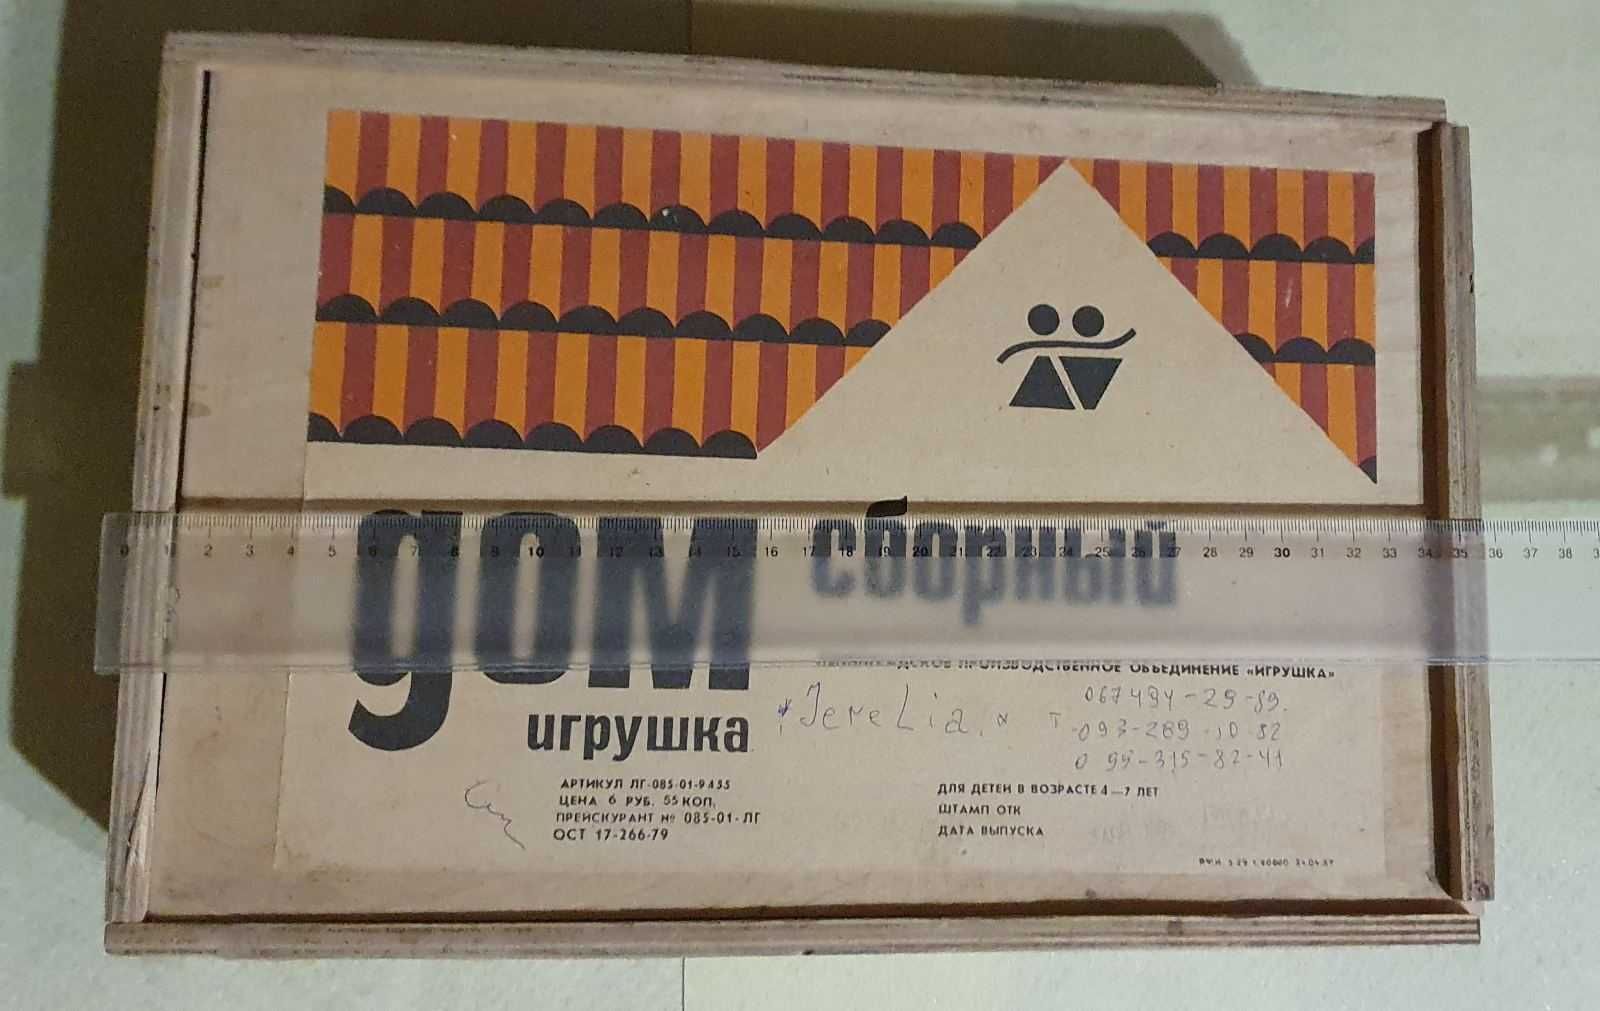 0 1 2 3 4 5 6 7 8 9 10 11 12 13 14 15 16 17 18 19 20 21 22 23 24 25 26 27 28 29 30 31 32 33 34 35 36 37 38
дом сборный
ПРОИЗВОДСТВЕННОЕ ОБЪЕДИНЕНИЕ «ИГРУШКА»
игрушка
JereLia
067494-29-89.
093-289-10-82
099-315-82-41
АРТИКУЛ ЛГ-085-01-9455
ЦЕНА 6 РУБ. 55 КОП.
ПРЕЙСКУРАНТ № 085-01-ЛГ
ОСТ 17-266-79
ДЛЯ ДЕТЕЙ В ВОЗРАСТЕ 4—7 ЛЕТ
ШТАМП ОТК
ДАТА ВЫПУСКА